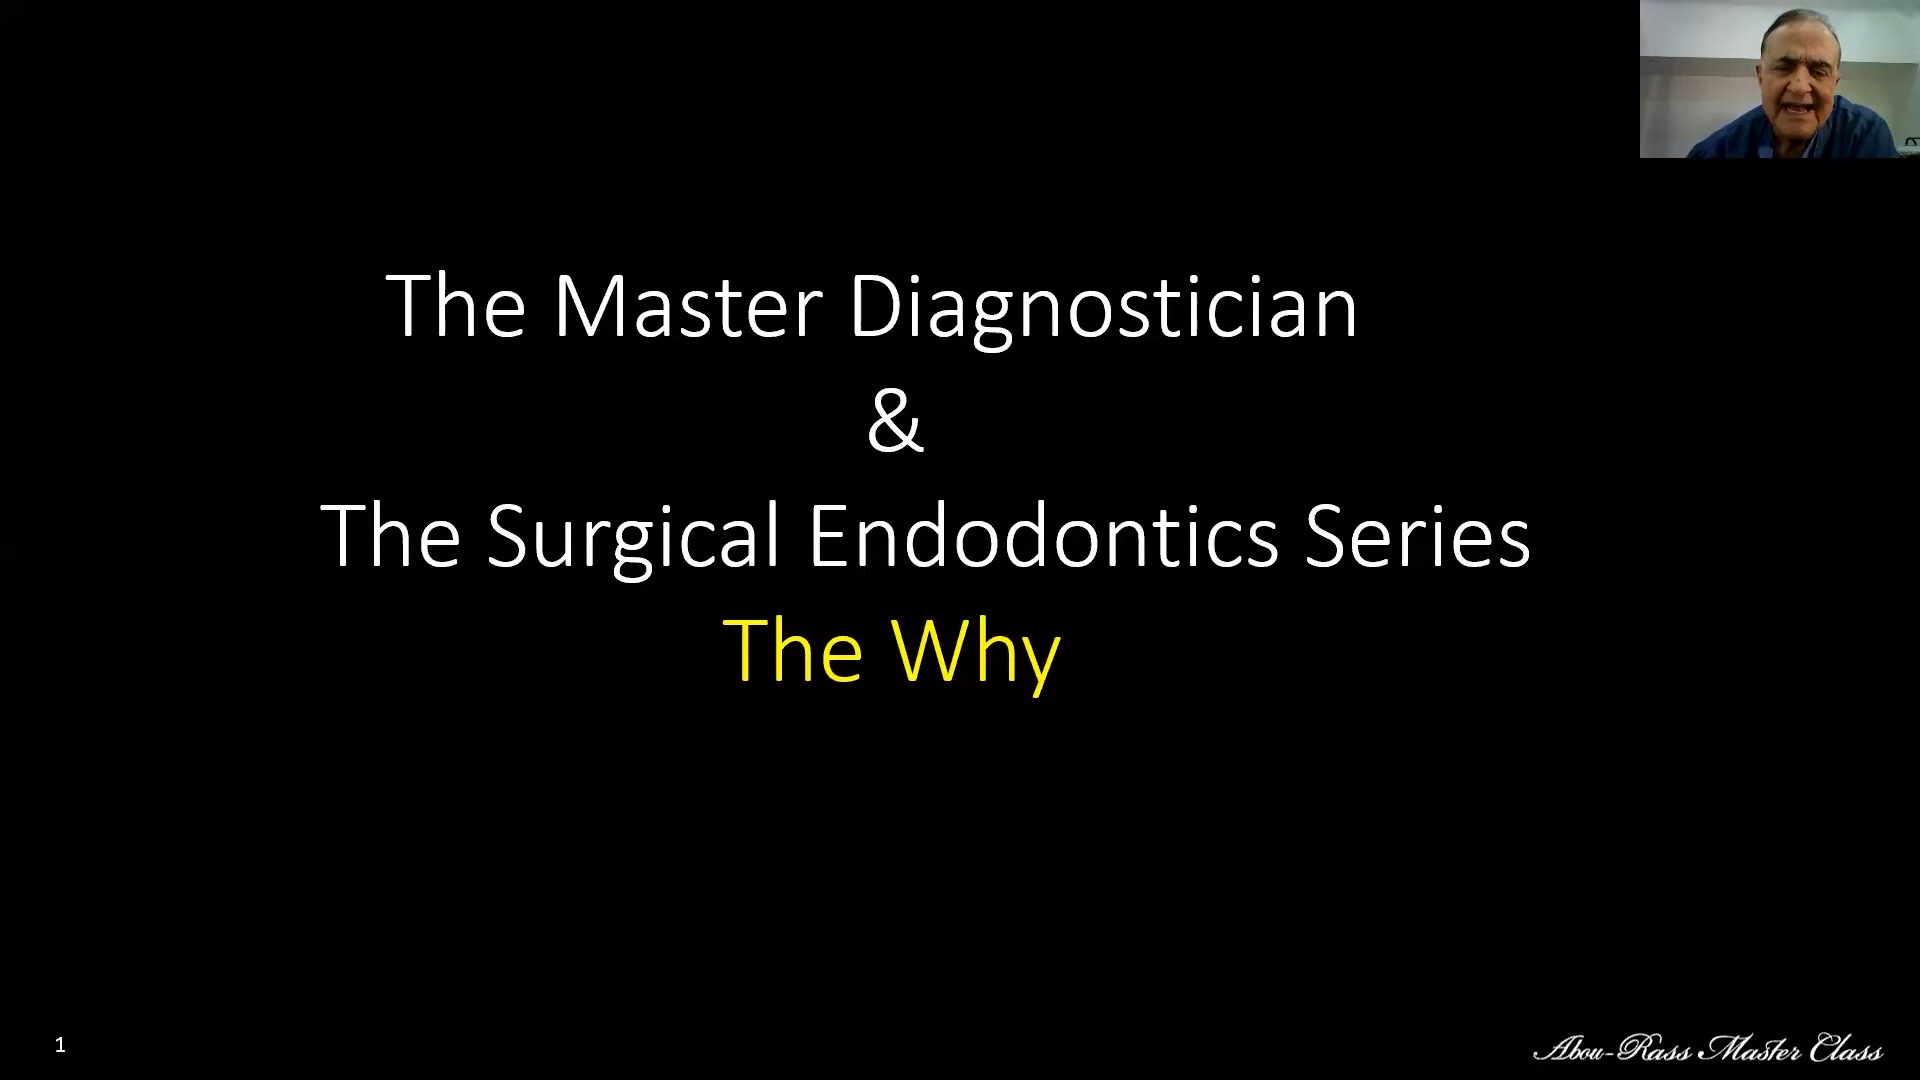 The Master Diagnostician
&
The Surgical Endodontics Series
The Why
1
Abou-Rass Master Class